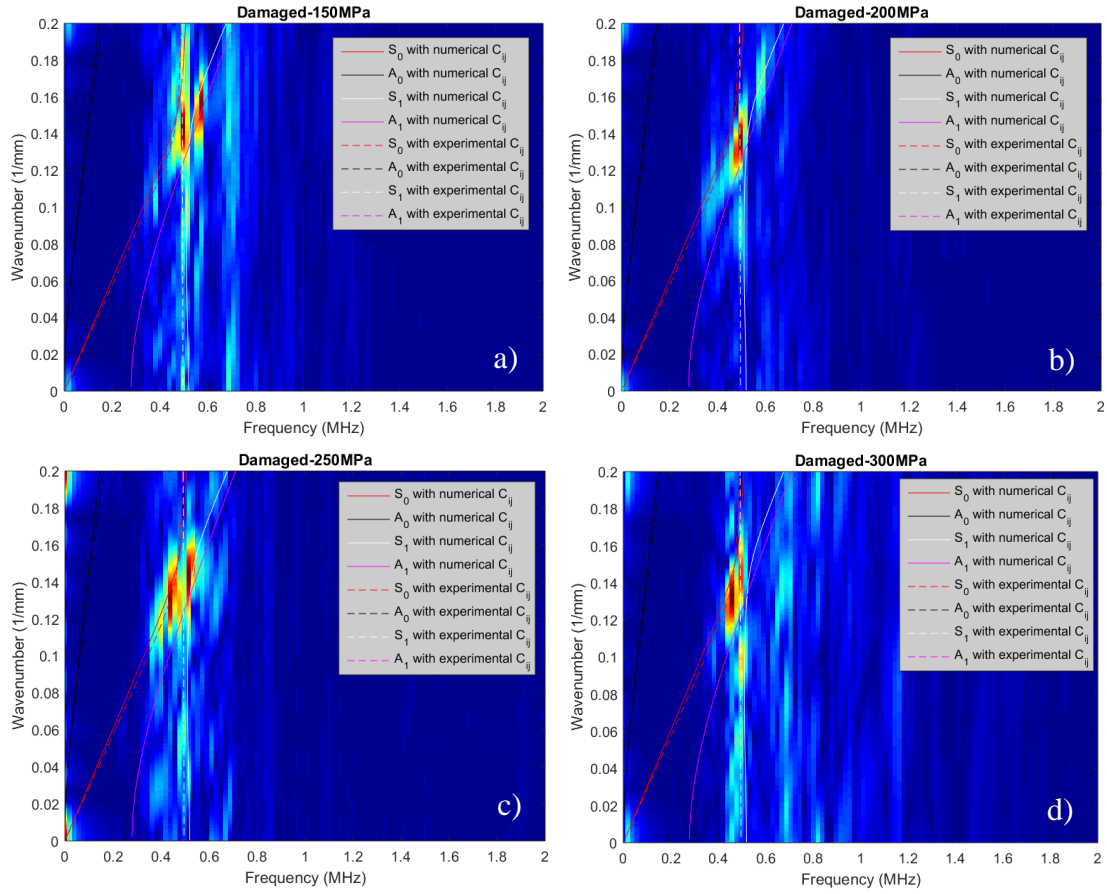 Damaged-150MPa
0.2
0.18
0.16
0.14
0.12
0.1
0.08
0.06
0.04
0.02
0
Wavenumber (1/mm)
S0 with numerical Cij
A0 with numerical Cij
S1 with numerical Cij
A1 with numerical Cij
S0 with experimental Cij
A0 with experimental Cij
S1 with experimental Cij
A1 with experimental Cij
a)
0 0.2 0.4 0.6 0.8 1 1.2 1.4 1.6 1.8 2
Frequency (MHz)
Damaged-200MPa
0.2
0.18
0.16
0.14
0.12
0.1
0.08
0.06
0.04
0.02
0
Wavenumber (1/mm)
S0 with numerical Cij
A0 with numerical Cij
S1 with numerical Cij
A1 with numerical Cij
S0 with experimental Cij
A0 with experimental Cij
S1 with experimental Cij
A1 with experimental Cij
b)
0 0.2 0.4 0.6 0.8 1 1.2 1.4 1.6 1.8 2
Frequency (MHz)
Damaged-250MPa
0.2
0.18
0.16
0.14
0.12
0.1
0.08
0.06
0.04
0.02
0
Wavenumber (1/mm)
S0 with numerical Cij
A0 with numerical Cij
S1 with numerical Cij
A1 with numerical Cij
S0 with experimental Cij
A0 with experimental Cij
S1 with experimental Cij
A1 with experimental Cij
c)
0 0.2 0.4 0.6 0.8 1 1.2 1.4 1.6 1.8 2
Frequency (MHz)
Damaged-300MPa
0.2
0.18
0.16
0.14
0.12
0.1
0.08
0.06
0.04
0.02
0
Wavenumber (1/mm)
S0 with numerical Cij
A0 with numerical Cij
S1 with numerical Cij
A1 with numerical Cij
S0 with experimental Cij
A0 with experimental Cij
S1 with experimental Cij
A1 with experimental Cij
d)
0 0.2 0.4 0.6 0.8 1 1.2 1.4 1.6 1.8 2
Frequency (MHz)